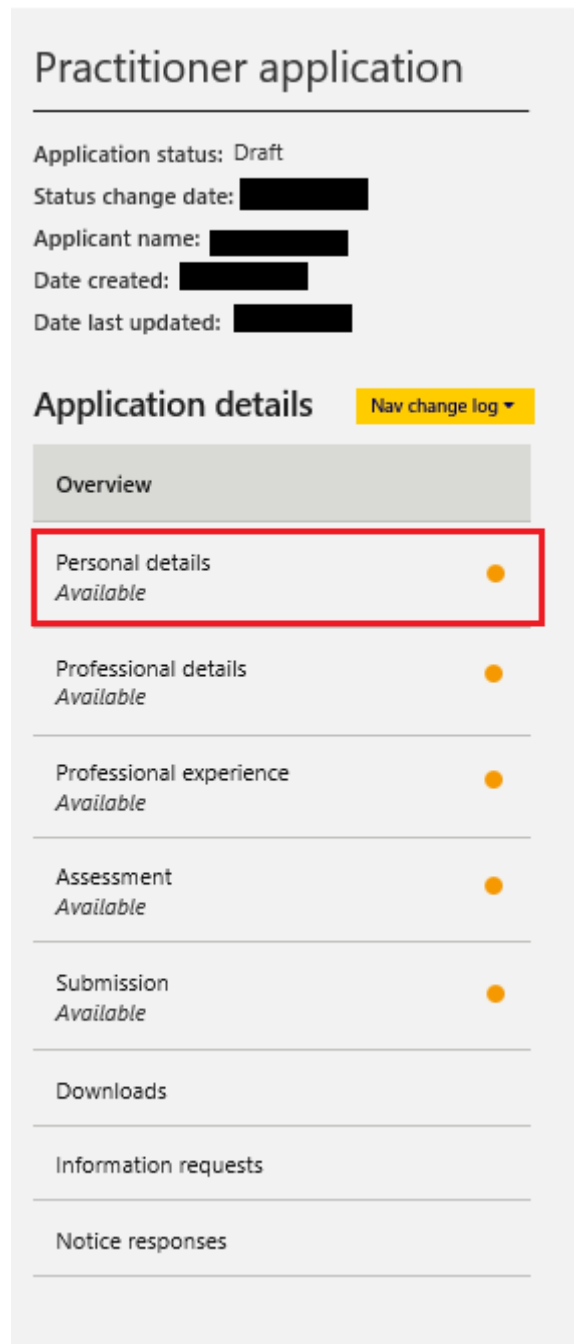 Practitioner application
Application status: Draft
Status change date:
Applicant name:
Date created:
Date last updated:
Application details
Nav change log
Overview
Personal details
Available
Professional details
Available
Professional experience
Available
Assessment
Available
Submission
Available
Downloads
Information requests
Notice responses